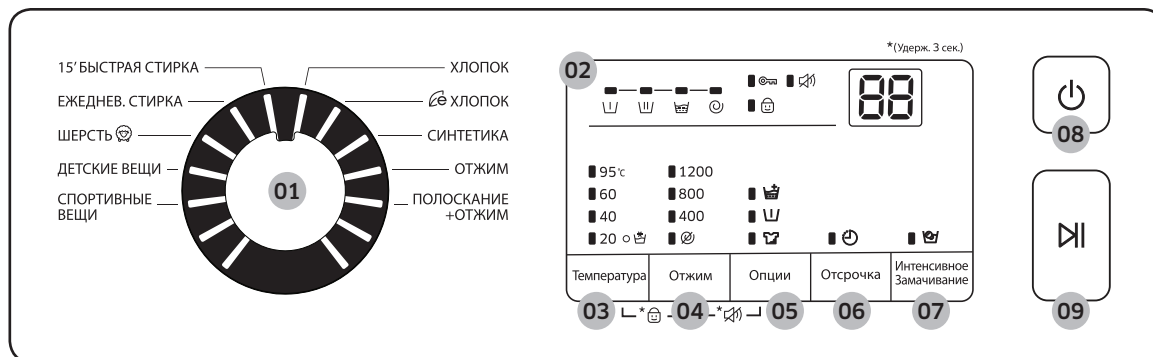 *(Удерж. 3 сек.)
15' БЫСТРАЯ СТИРКА
ЕЖЕДНЕВ. СТИРКА
ШЕРСТЬ
ДЕТСКИЕ ВЕЩИ
СПОРТИВНЫЕ
ВЕЩИ
01
ХЛОПОК
e ХЛОПОК
СИНТЕТИКА
ОТЖИМ
ПОЛОСКАНИЕ
+ОТЖИМ
02
88
95℃ 1200
60 800
40 400
20
Температура
Отжим
Опции
Отсрочка
Интенсивное
Замачивание
03 * 04 * 05 06 07
08
09